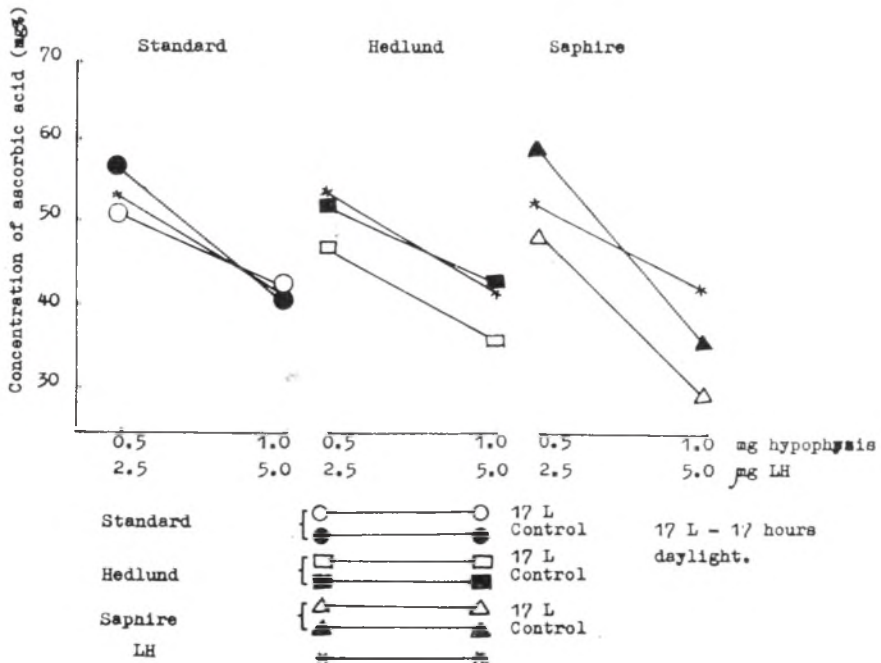 Concentration of ascorbic acid (mg%)
Standard Hedlund Saphire
70
60
50
40
30
0.5 1.0 0.5 1.0 0.5 1.0 mg hypophysis
2.5 5.0 2.5 5.0 2.5 5.0 µg LH
Standard 17 L
Control
17 L - 17 hours
daylight.
Hedlund 17 L
Control
Saphire 17 L
Control
LH